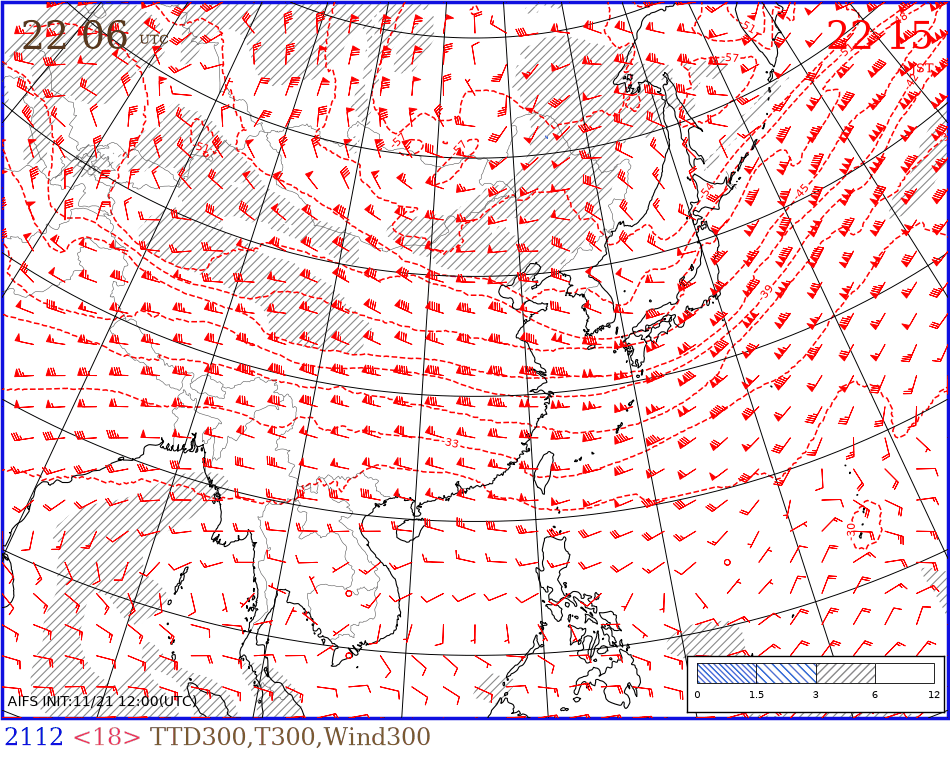 22 06 UTC
22 15 JST
-57
-54
-45
-39
-33
-30
0 1.5 3 6 12
AIFS INIT:11/21 12:00(UTC)
2112 <18> TTD300,T300,Wind300